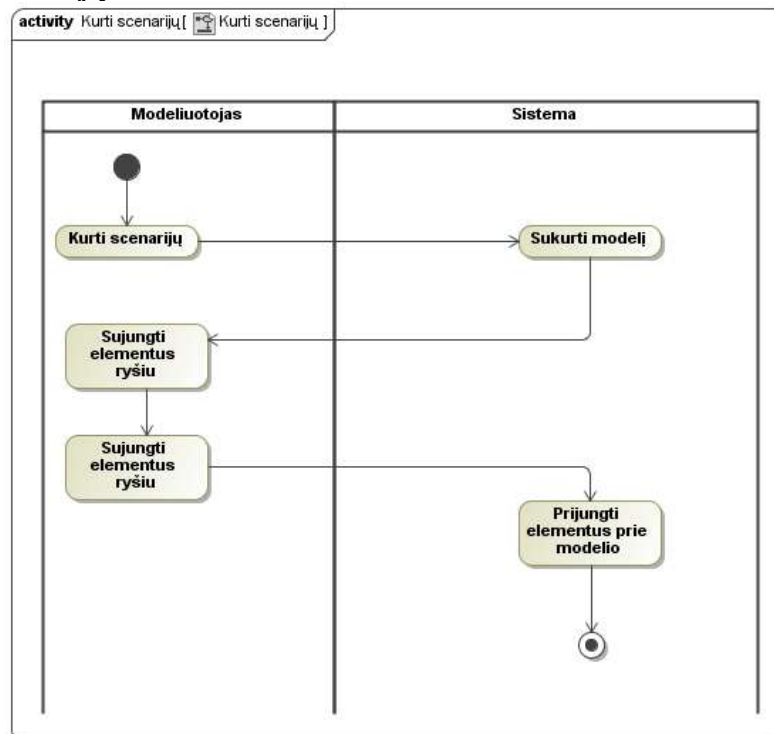 activity Kurti scenarijų[ Kurti scenarijų ]
Modeliuotojas
Sistema
Kurti scenarijų
Sukurti modelį
Sujungti
elementus
ryšiu
Sujungti
elementus
ryšiu
Prijungti
elementus prie
modelio